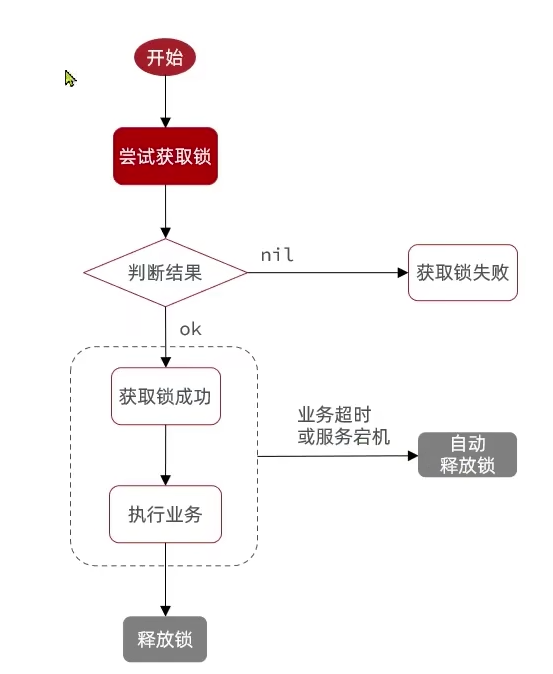 开始
尝试获取锁
判断结果
nil
获取锁失败
ok
获取锁成功
业务超时
或服务宕机
自动
释放锁
执行业务
释放锁